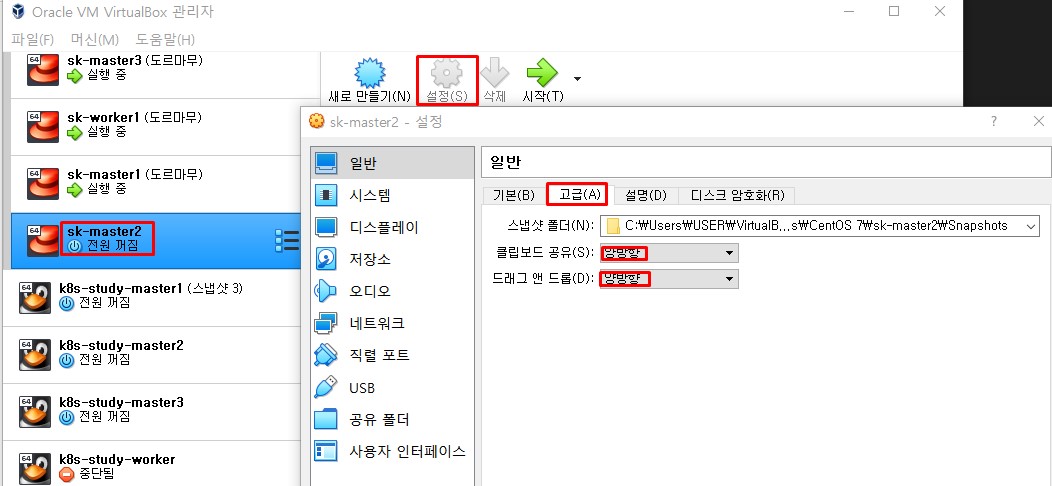 Oracle VM VirtualBox 관리자
파일(F) 머신(M) 도움말(H)
64 sk-master3 (도르마무)
실행 중
64 sk-worker1 (도르마무)
실행 중
64 sk-master1 (도르마무)
실행 중
64 sk-master2
전원 꺼짐
64 k8s-study-master1 (스냅샷 3)
전원 꺼짐
64 k8s-study-master2
전원 꺼짐
64 k8s-study-master3
전원 꺼짐
64 k8s-study-worker
중단됨
새로 만들기(N) 설정(S) 삭제 시작(T)
sk-master2 - 설정 ?
일반
시스템
디스플레이
저장소
오디오
네트워크
직렬 포트
USB
공유 폴더
사용자 인터페이스
일반
기본(B) 고급(A) 설명(D) 디스크 암호화(R)
스냅샷 폴더(N): C:₩Users₩USER₩VirtualB...s₩CentOS 7₩sk-master2₩Snapshots
클립보드 공유(S): 양방향
드래그 앤 드롭(D): 양방향